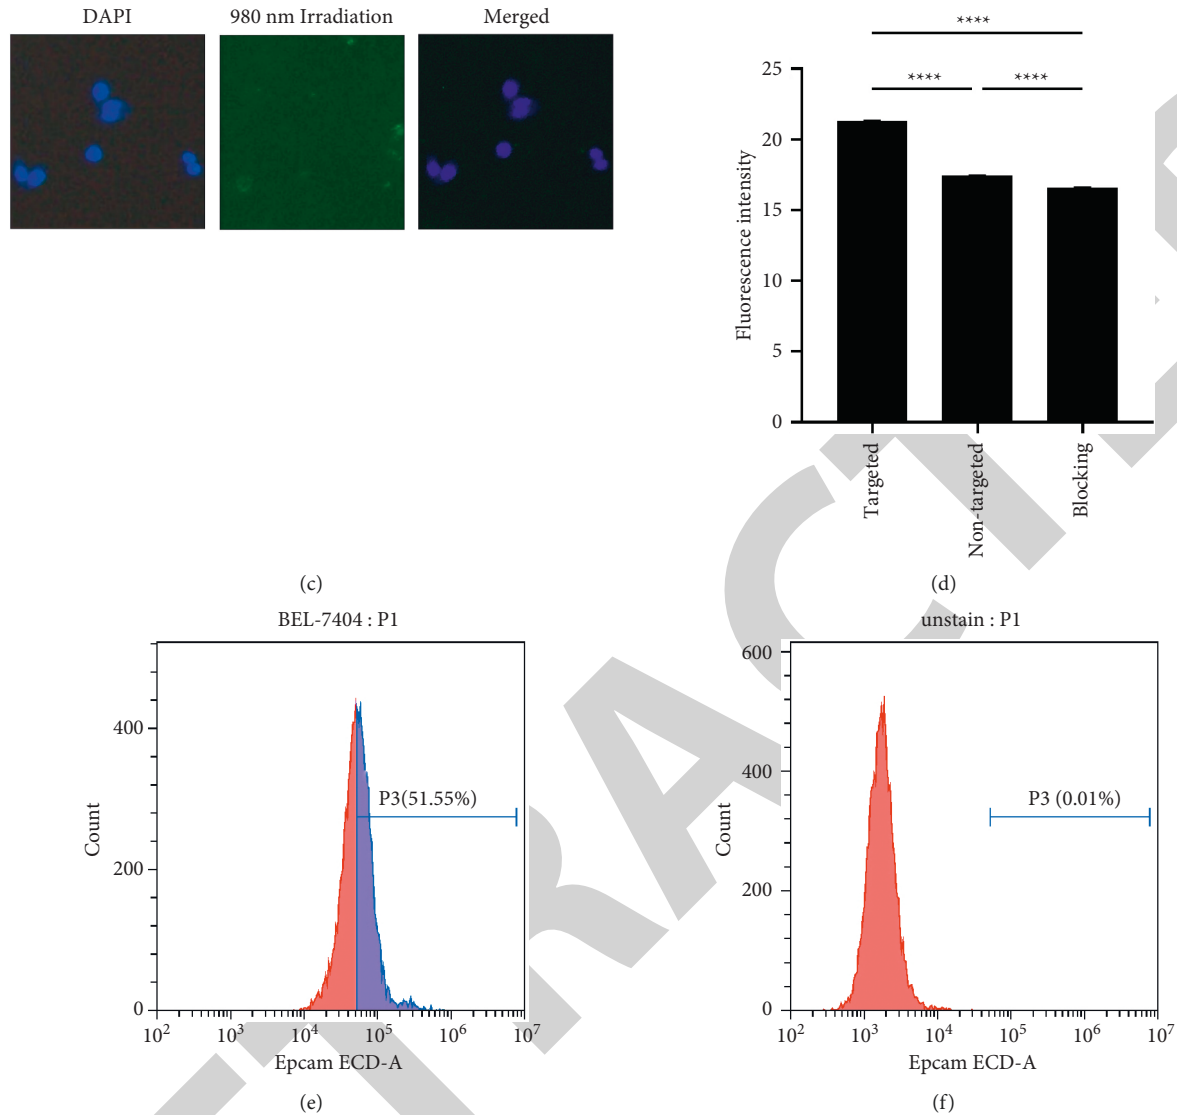 DAPI 980 nm Irradiation Merged
****
**** ****
25
20
15
10
5
0
Fluorescence intensity
Targeted
Non-targeted
Blocking
(c) (d)
BEL-7404 : P1
400
200
0
Count
P3(51.55%)
10² 10³ 10⁴ 10⁵ 10⁶ 10⁷
Epcam ECD-A
(e)
unstain : P1
600
400
200
0
Count
P3 (0.01%)
10² 10³ 10⁴ 10⁵ 10⁶ 10⁷
Epcam ECD-A
(f)